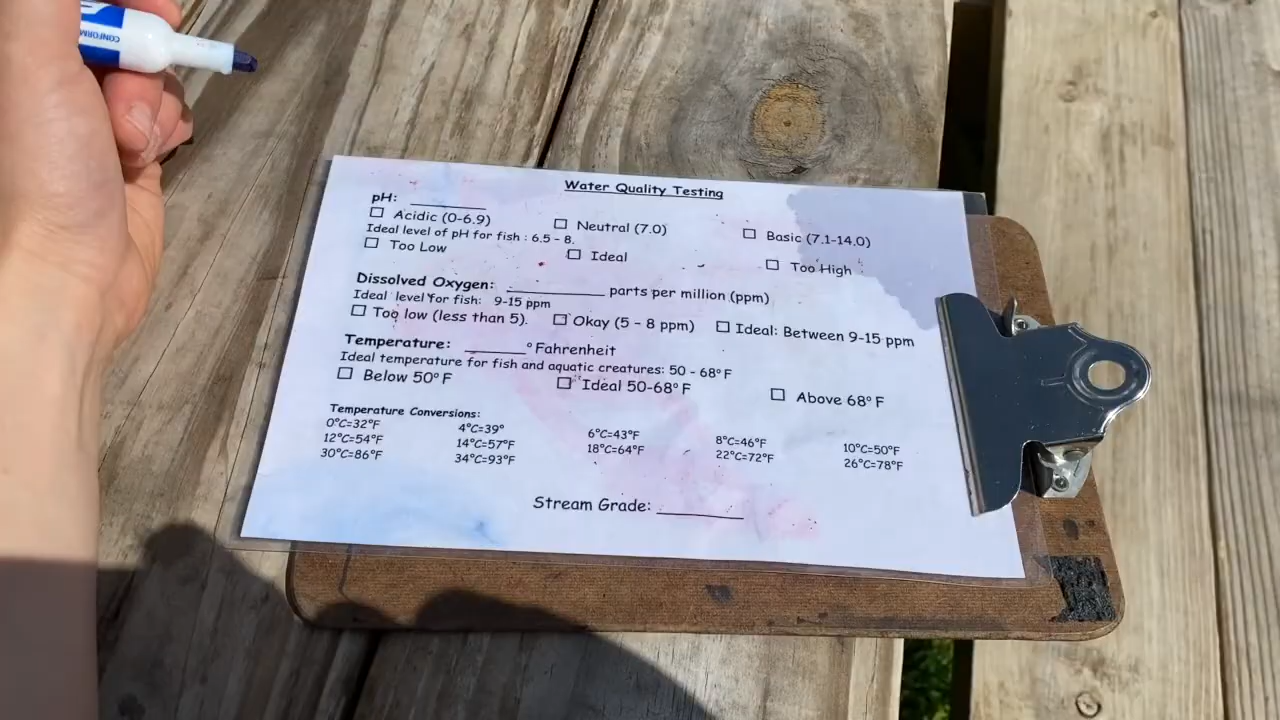 CONFORM
Water Quality Testing
pH: ________
☐ Acidic (0-6.9) ☐ Neutral (7.0) ☐ Basic (7.1-14.0)
Ideal level of pH for fish : 6.5 - 8.
☐ Too Low ☐ Ideal ☐ Too High
Dissolved Oxygen: __________ parts per million (ppm)
Ideal level for fish: 9-15 ppm
☐ Too low (less than 5). ☐ Okay (5 - 8 ppm) ☐ Ideal: Between 9-15 ppm
Temperature: ______° Fahrenheit
Ideal temperature for fish and aquatic creatures: 50 - 68° F
☐ Below 50° F ☐ Ideal 50-68° F ☐ Above 68° F
Temperature Conversions:
0°C=32°F 4°C=39° 6°C=43°F 8°C=46°F 10°C=50°F
12°C=54°F 14°C=57°F 18°C=64°F 22°C=72°F 26°C=78°F
30°C=86°F 34°C=93°F
Stream Grade: _________